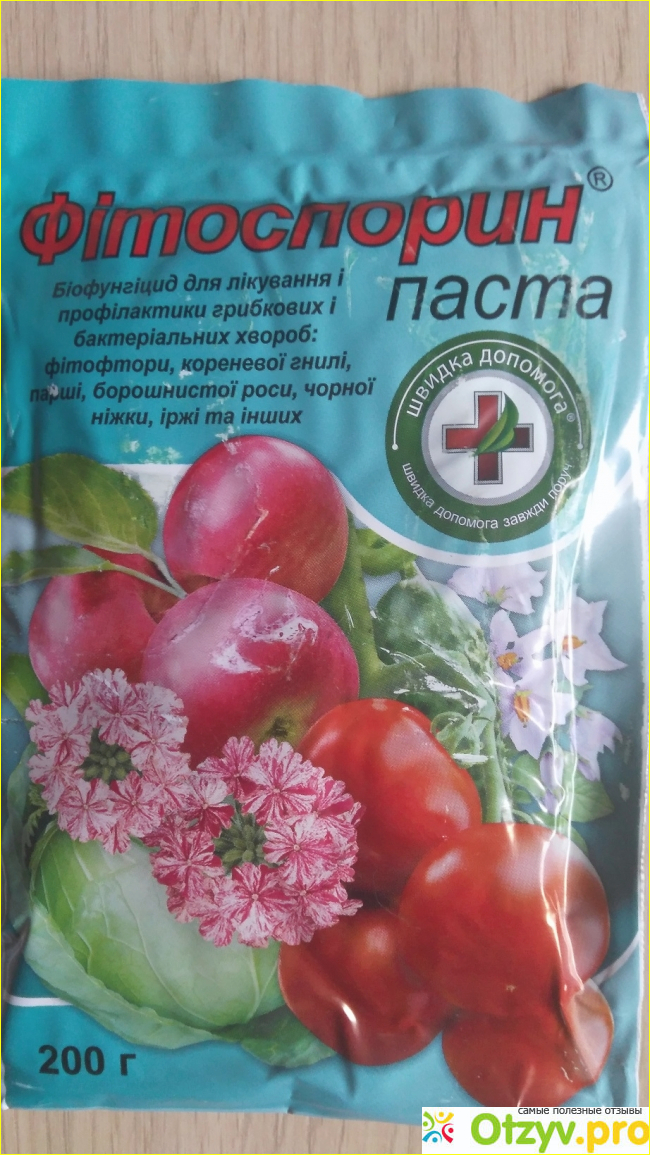 Фітоспорин®
паста
Біофунгіцид для лікування і
профілактики грибкових і
бактеріальних хвороб:
фітофтори, кореневої гнилі,
парші, борошнистої роси, чорної
ніжки, іржі та інших
ШВИДКА ДОПОМОГА®
швидка допомога завжди поруч
200 г
самые полезные отзывы
Otzyv.pro